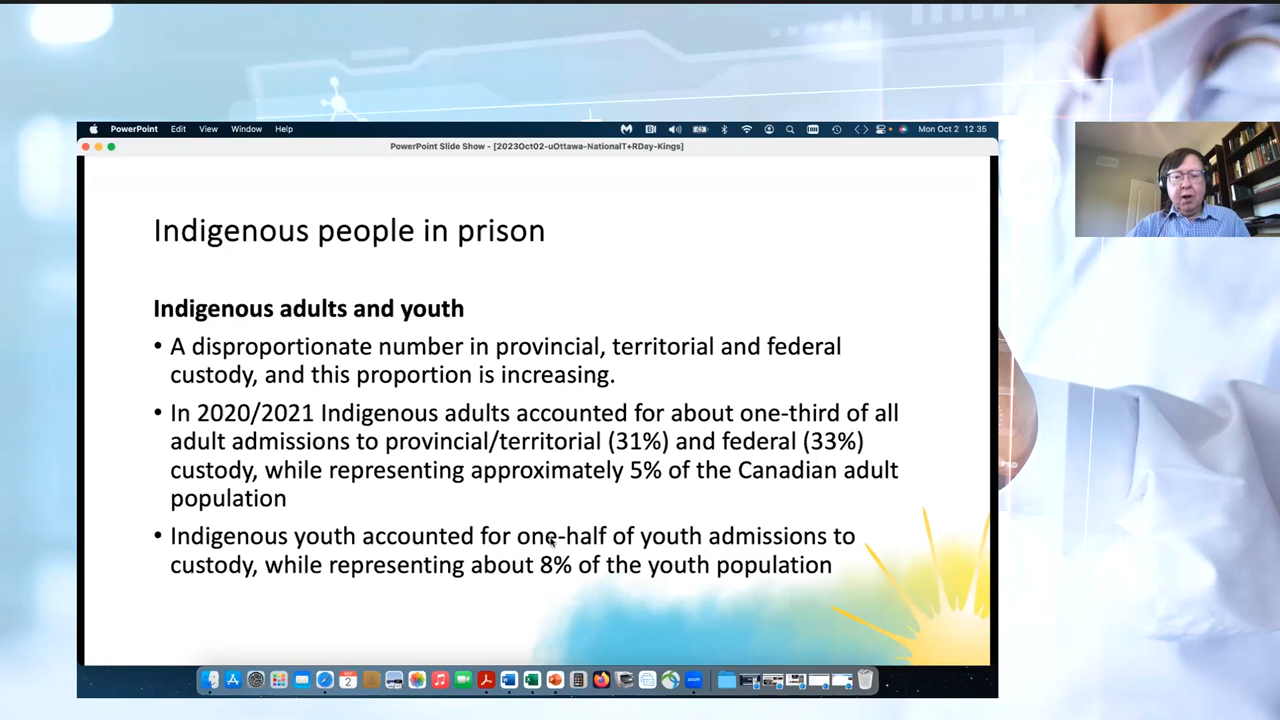 PowerPoint Edit View Window Help Mon Oct 2 12 35
PowerPoint Slide Show - [2023Oct02-uOttawa-NationalT+RDay-Kings]
Indigenous people in prison
Indigenous adults and youth
• A disproportionate number in provincial, territorial and federal
custody, and this proportion is increasing.
• In 2020/2021 Indigenous adults accounted for about one-third of all
adult admissions to provincial/territorial (31%) and federal (33%)
custody, while representing approximately 5% of the Canadian adult
population
• Indigenous youth accounted for one-half of youth admissions to
custody, while representing about 8% of the youth population
2
zoom